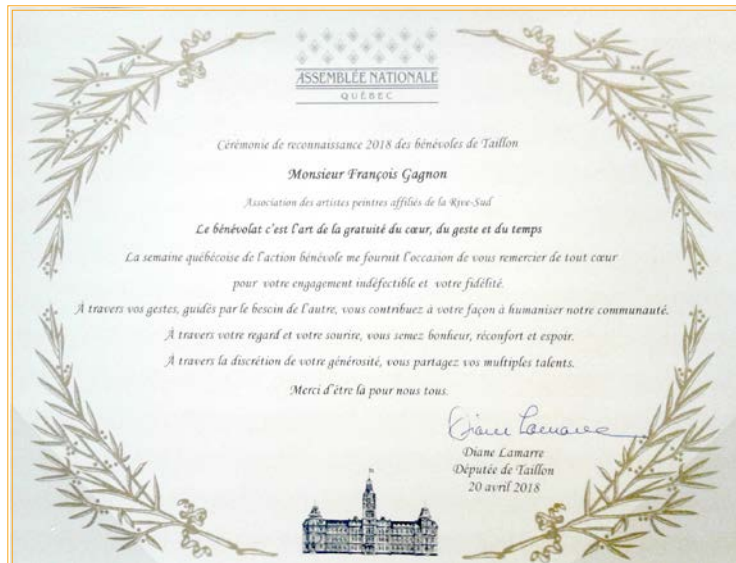 ASSEMBLÉE NATIONALE
QUÉBEC
Cérémonie de reconnaissance 2018 des bénévoles de Taillon
Monsieur François Gagnon
Association des artistes peintres affiliés de la Rive-Sud
Le bénévolat c'est l'art de la gratuité du cœur, du geste et du temps
La semaine québécoise de l'action bénévole me fournit l'occasion de vous remercier de tout cœur
pour votre engagement indéfectible et votre fidélité.
À travers vos gestes, guidés par le besoin de l'autre, vous contribuez à votre façon à humaniser notre communauté.
À travers votre regard et votre sourire, vous semez bonheur, réconfort et espoir.
À travers la discrétion de votre générosité, vous partagez vos multiples talents.
Merci d'être là pour nous tous.
Diane Lamarre
Diane Lamarre
Députée de Taillon
20 avril 2018